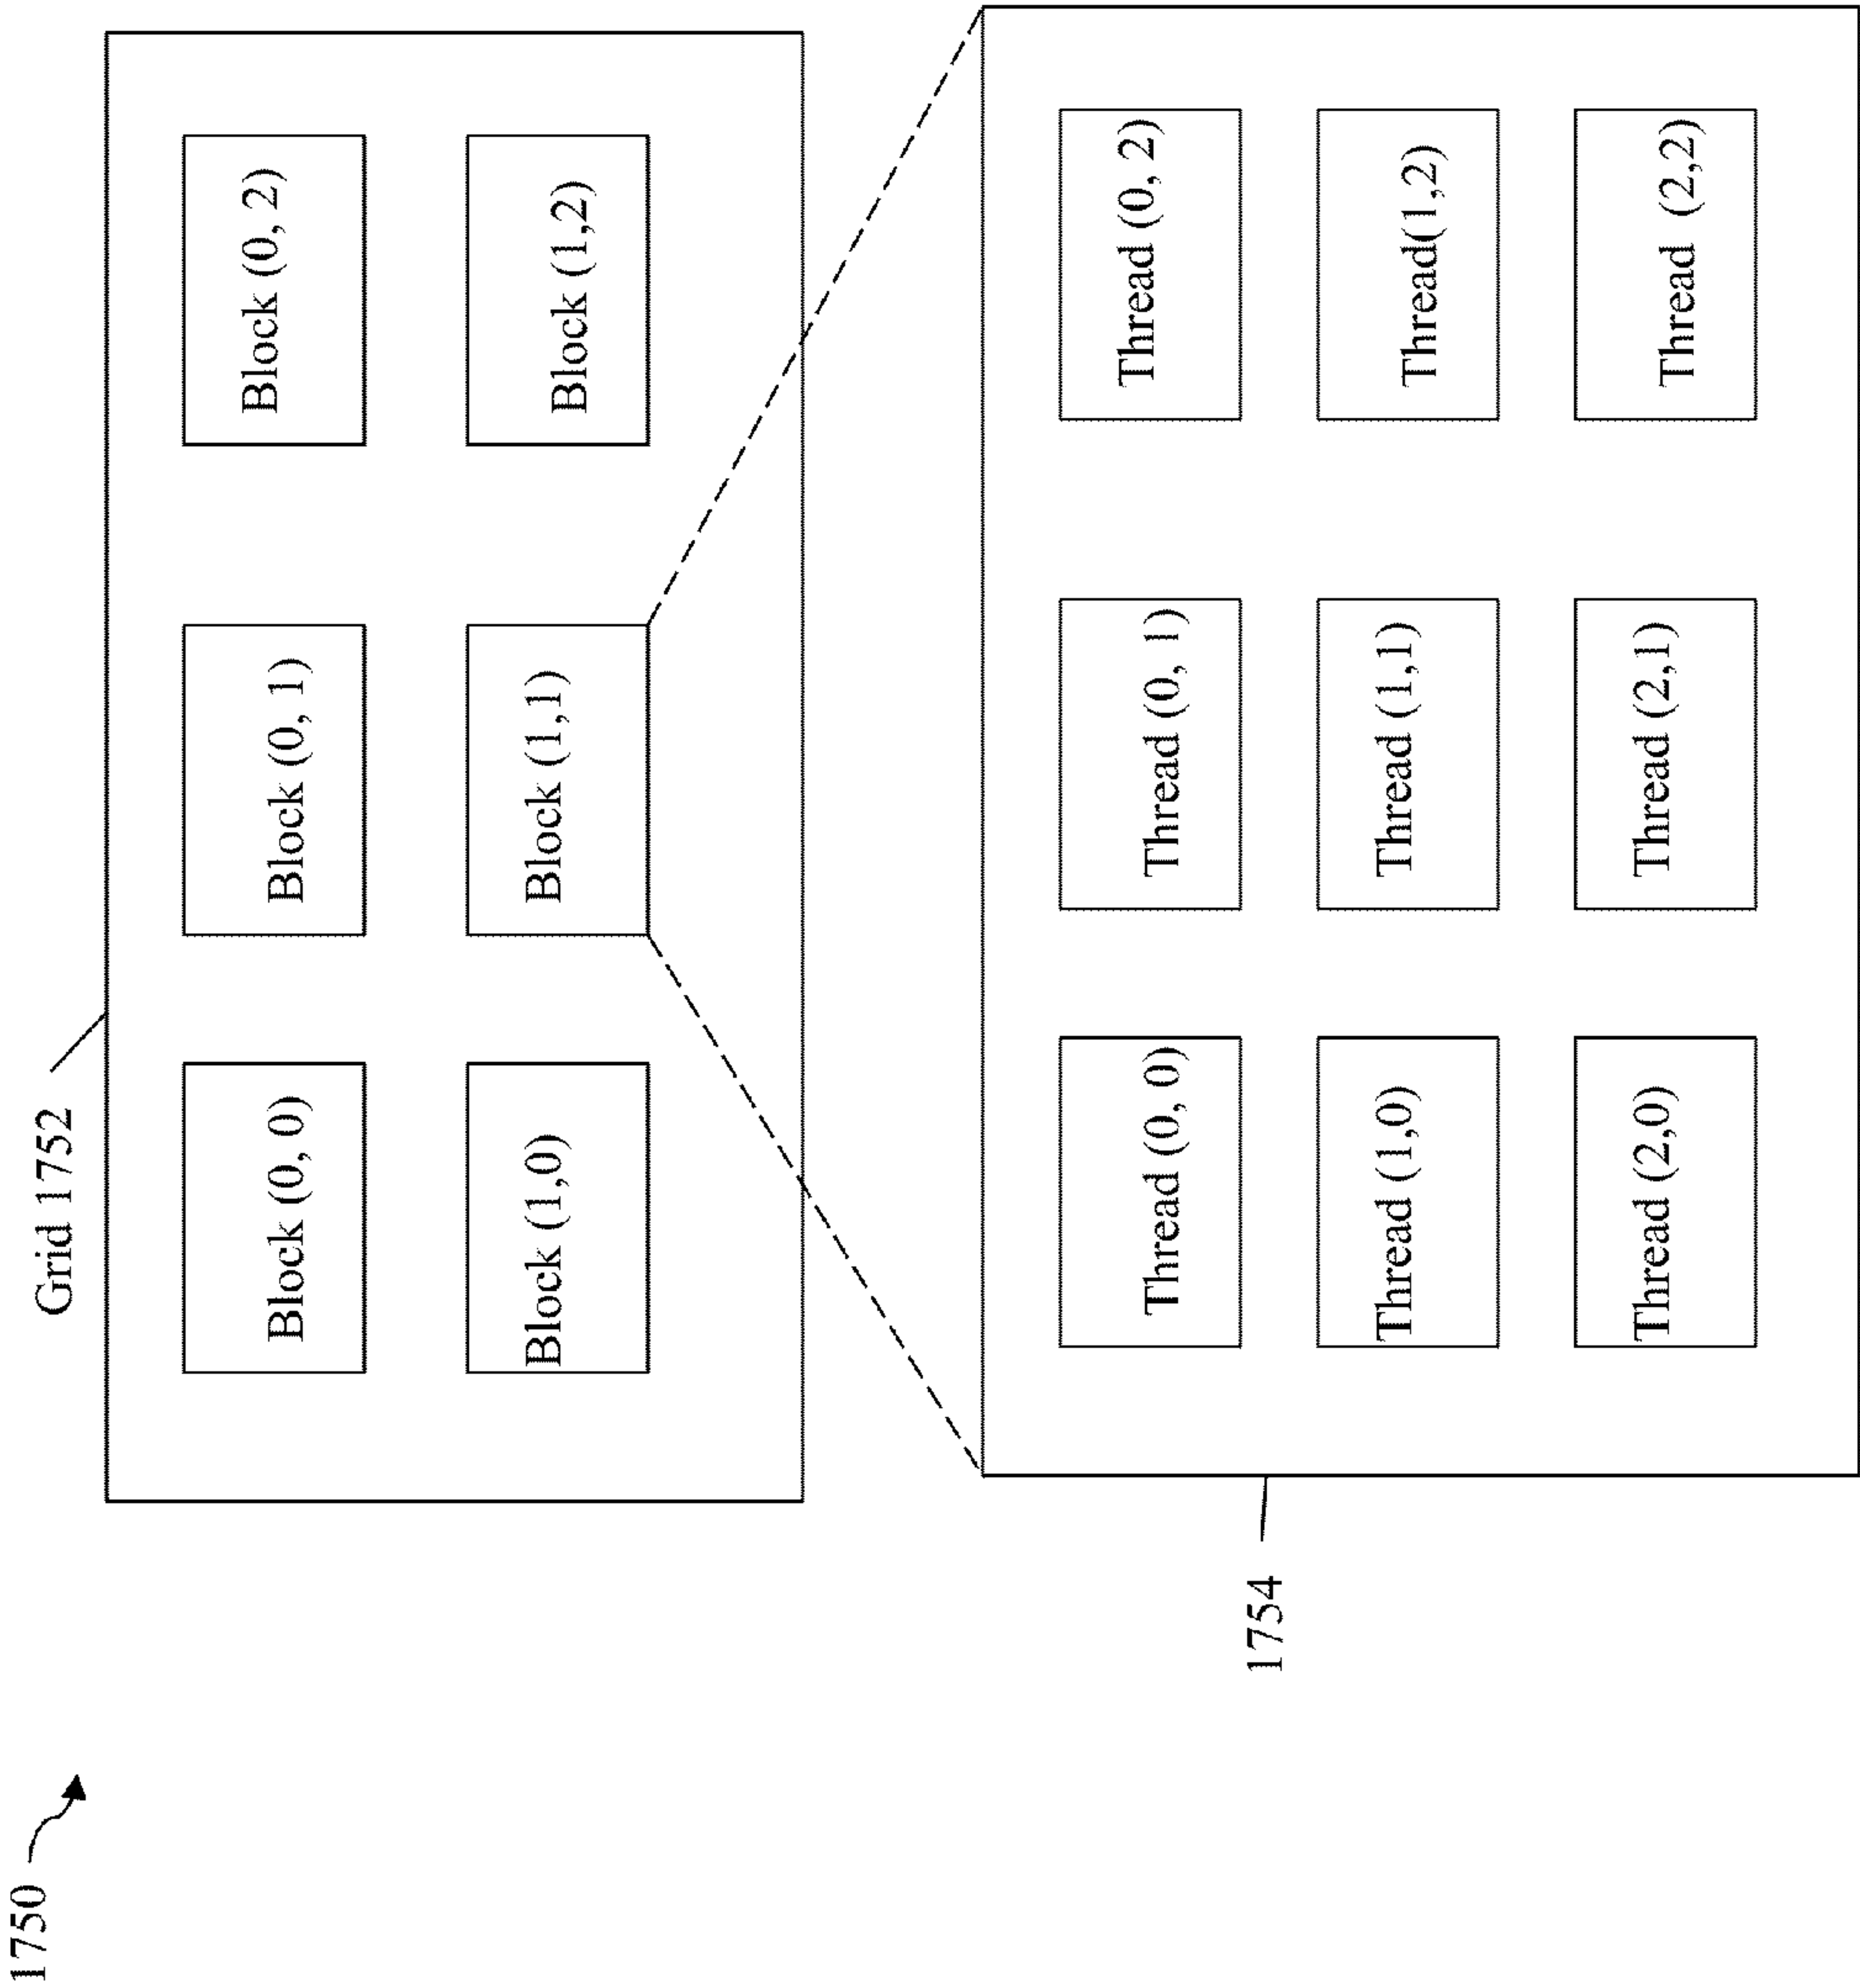 1750
Grid 1752
Block (0, 0)
Block (0, 1)
Block (0, 2)
Block (1,0)
Block (1,1)
Block (1,2)
1754
Thread (0, 0)
Thread (0, 1)
Thread (0, 2)
Thread (1,0)
Thread (1,1)
Thread(1,2)
Thread (2,0)
Thread (2,1)
Thread (2,2)